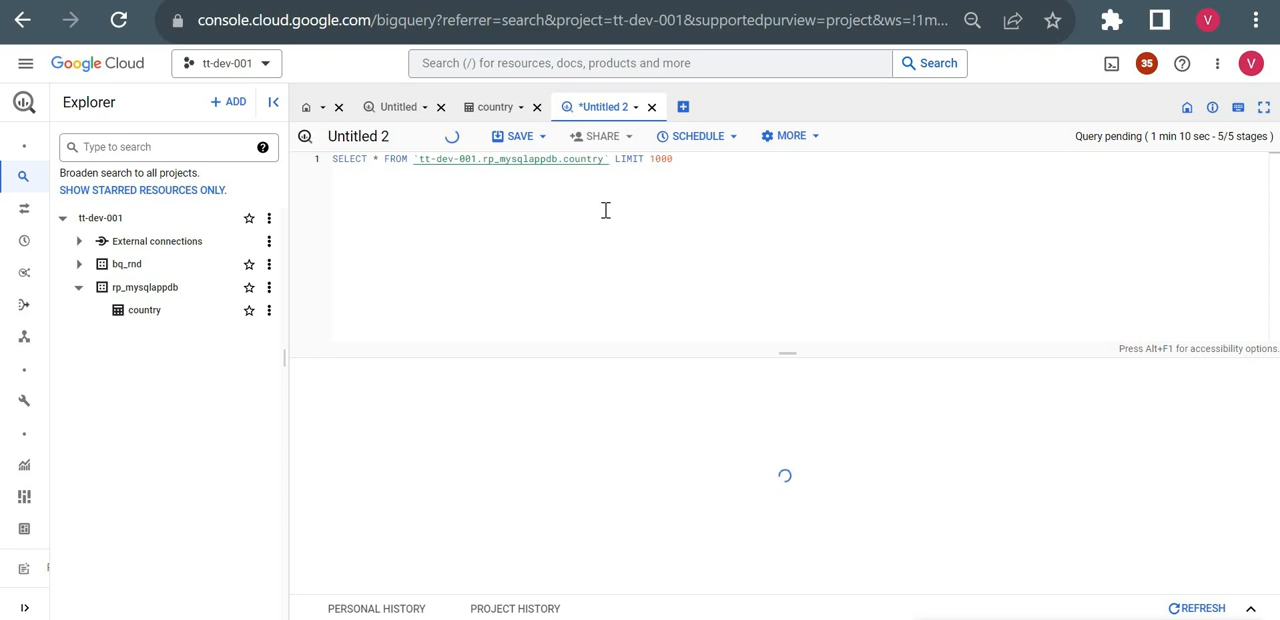 console.cloud.google.com/bigquery?referrer=search&project=tt-dev-001&supportedpurview=project&ws=!1m...
V
Google Cloud
tt-dev-001
Search (/) for resources, docs, products and more
Search
35
V
Explorer
+ ADD
Untitled
country
*Untitled 2
Untitled 2
SAVE
SHARE
SCHEDULE
MORE
Query pending ( 1 min 10 sec - 5/5 stages )
Type to search
Broaden search to all projects.
SHOW STARRED RESOURCES ONLY.
1 SELECT * FROM `tt-dev-001.rp_mysqlappdb.country` LIMIT 1000
tt-dev-001
External connections
bq_rnd
rp_mysqlappdb
country
Press Alt+F1 for accessibility options.
PERSONAL HISTORY
PROJECT HISTORY
REFRESH